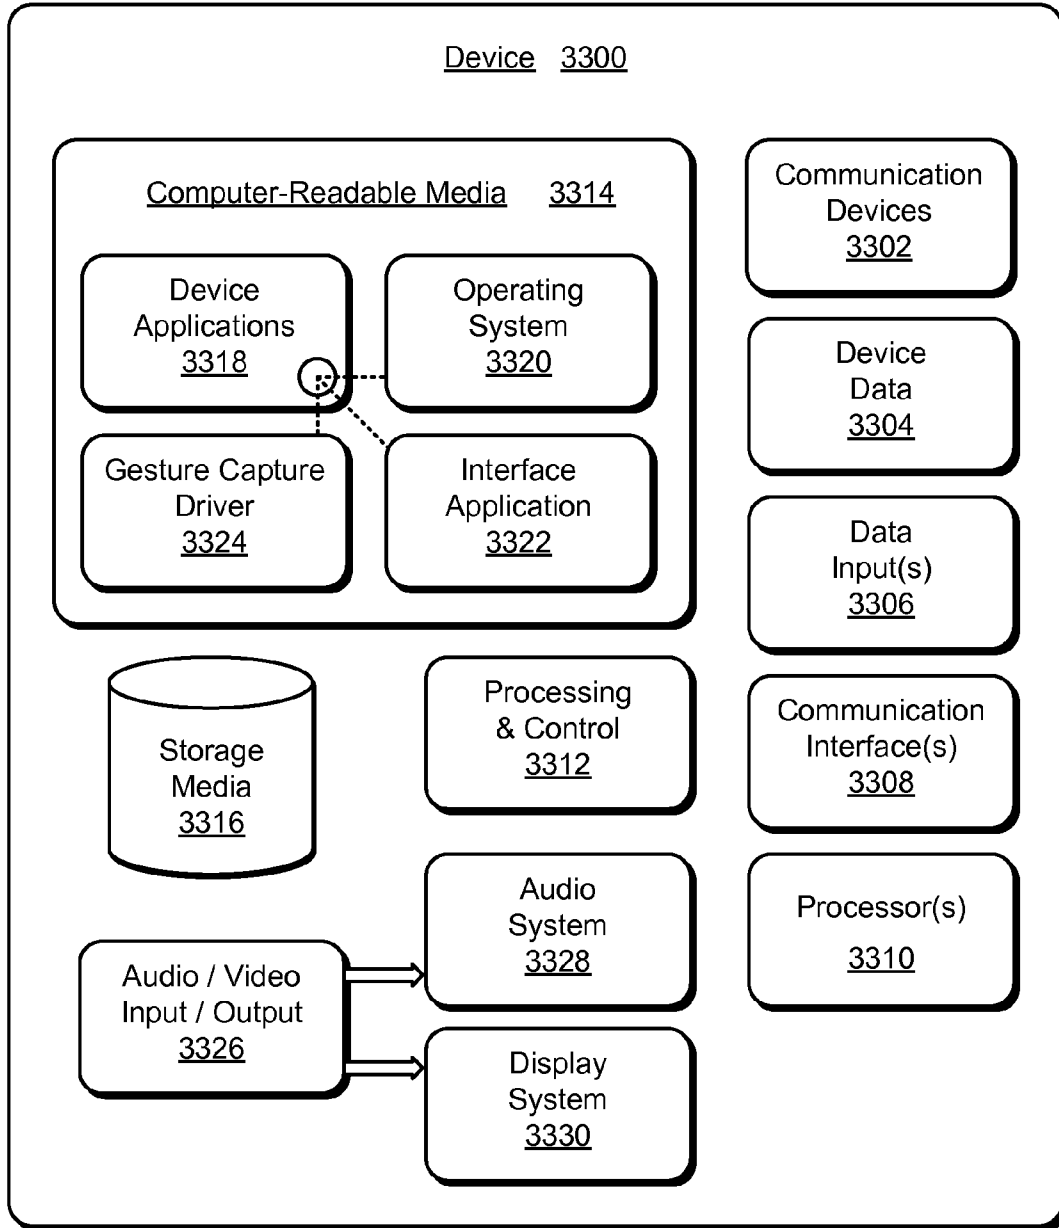 Device 3300
Computer-Readable Media 3314
Device
Applications
3318
Operating
System
3320
Gesture Capture
Driver
3324
Interface
Application
3322
Storage
Media
3316
Processing
& Control
3312
Audio / Video
Input / Output
3326
Audio
System
3328
Display
System
3330
Communication
Devices
3302
Device
Data
3304
Data
Input(s)
3306
Communication
Interface(s)
3308
Processor(s)
3310